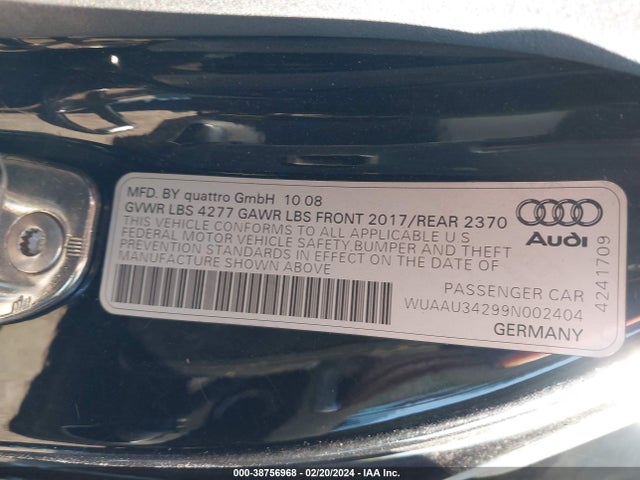 MFD. BY quattro GmbH 10 08
GVWR LBS 4277 GAWR LBS FRONT 2017/REAR 2370
THIS VEHICLE CONFORMS TO ALL APPLICABLE U S
FEDERAL MOTOR VEHICLE SAFETY,BUMPER AND THEFT
PREVENTION STANDARDS IN EFFECT ON THE DATE OF
MANUFACTURE SHOWN ABOVE
Audi
4241709
PASSENGER CAR
WUAAU34299N002404
GERMANY
000-38756968 - 02/20/2024 - IAA Inc.